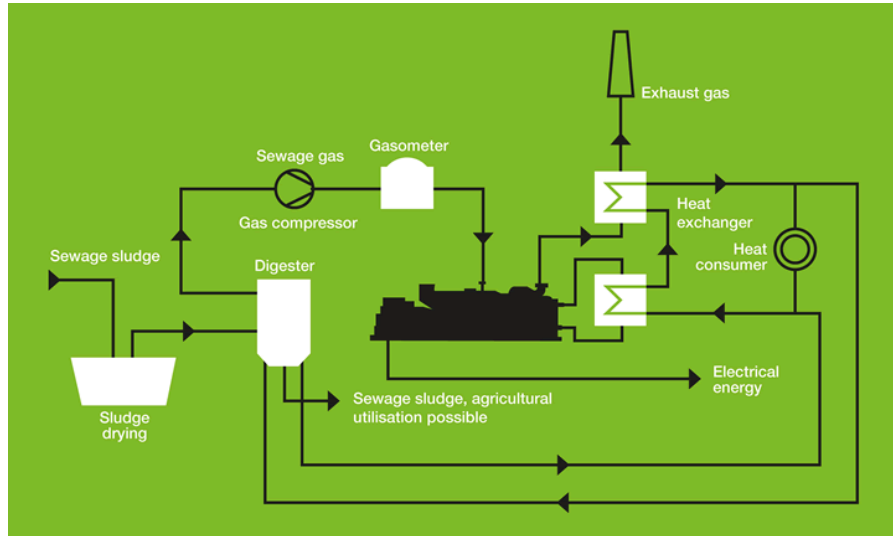 Exhaust gas
Gasometer
Sewage gas
Gas compressor
Heat
exchanger
Sewage sludge
Heat
consumer
Digester
Electrical
energy
Sewage sludge, agricultural
utilisation possible
Sludge
drying